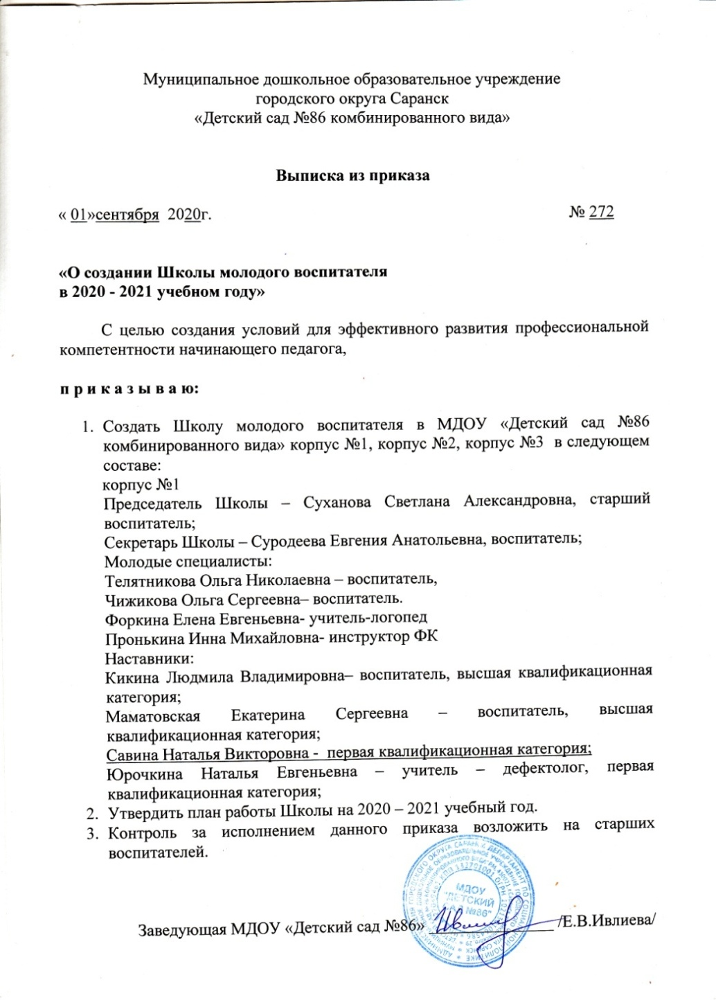 Муниципальное дошкольное образовательное учреждение
городского округа Саранск
«Детский сад №86 комбинированного вида»
Выписка из приказа
« 01»сентября 2020г. № 272
«О создании Школы молодого воспитателя
в 2020 - 2021 учебном году»
С целью создания условий для эффективного развития профессиональной
компетентности начинающего педагога,
п р и к а з ы в а ю:
1. Создать Школу молодого воспитателя в МДОУ «Детский сад №86
комбинированного вида» корпус №1, корпус №2, корпус №3 в следующем
составе:
корпус №1
Председатель Школы – Суханова Светлана Александровна, старший
воспитатель;
Секретарь Школы – Суродеева Евгения Анатольевна, воспитатель;
Молодые специалисты:
Телятникова Ольга Николаевна – воспитатель,
Чижикова Ольга Сергеевна– воспитатель.
Форкина Елена Евгеньевна- учитель-логопед
Пронькина Инна Михайловна- инструктор ФК
Наставники:
Кикина Людмила Владимировна– воспитатель, высшая квалификационная
категория;
Маматовская Екатерина Сергеевна – воспитатель, высшая
квалификационная категория;
Савина Наталья Викторовна - первая квалификационная категория;
Юрочкина Наталья Евгеньевна – учитель – дефектолог, первая
квалификационная категория;
2. Утвердить план работы Школы на 2020 – 2021 учебный год.
3. Контроль за исполнением данного приказа возложить на старших
воспитателей.
МДОУ
"ДЕТСКИЙ
САД №86"
Заведующая МДОУ «Детский сад №86» /Е.В.Ивлиева/